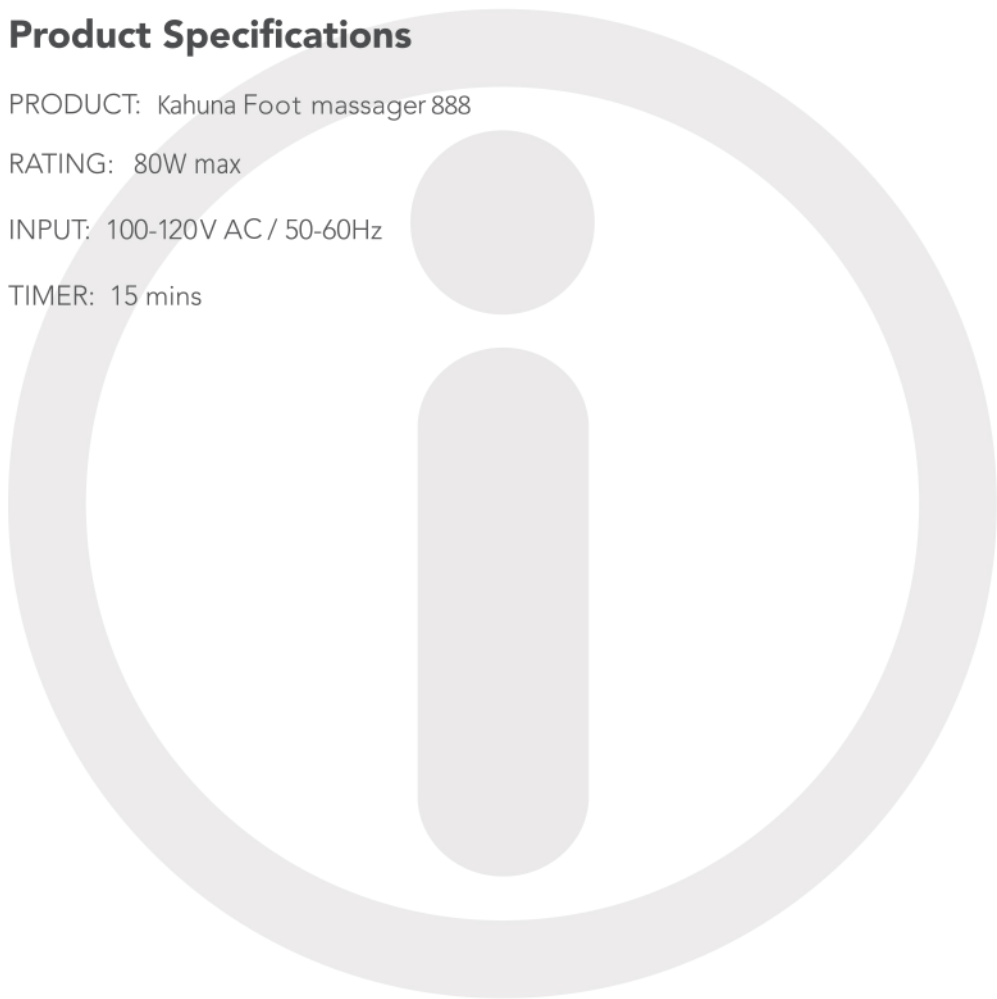 Product Specifications
PRODUCT: Kahuna Foot massager 888
RATING: 80W max
INPUT: 100-120V AC / 50-60Hz
TIMER: 15 mins